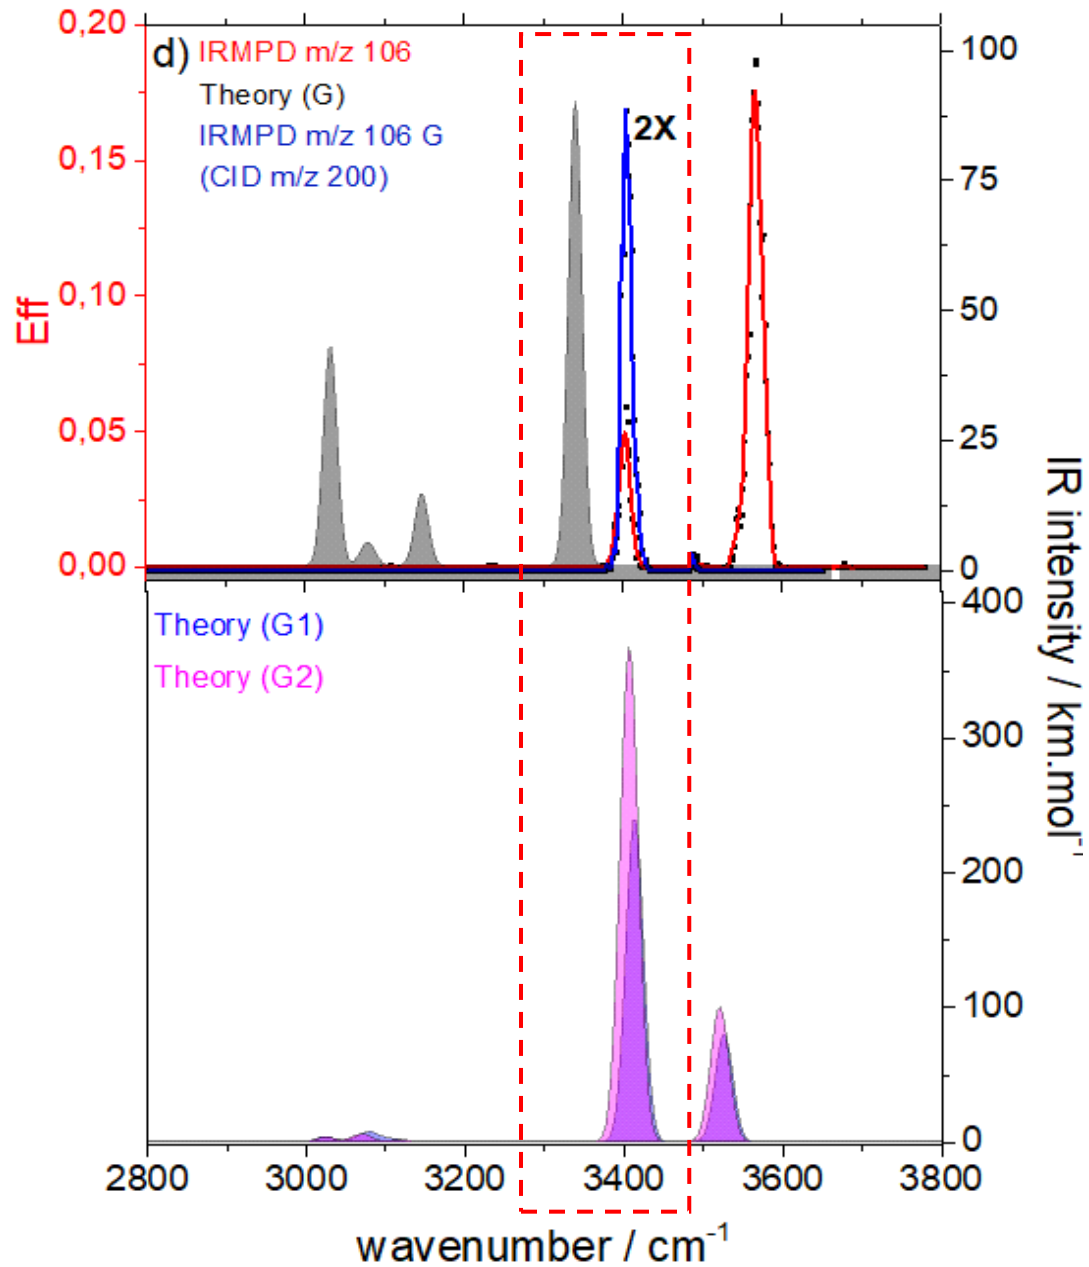 d) IRMPD m/z 106
Theory (G)
IRMPD m/z 106 G
(CID m/z 200)
2X
0,20
0,15
0,10
0,05
0,00
Eff
100
75
50
25
0
Theory (G1)
Theory (G2)
400
300
200
100
0
IR intensity / km.mol⁻¹
2800 3000 3200 3400 3600 3800
wavenumber / cm⁻¹